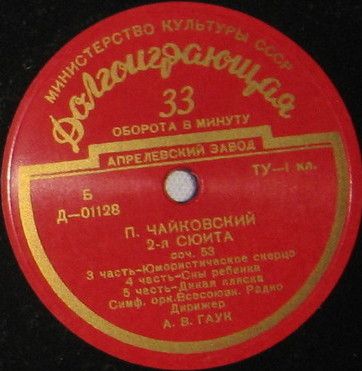 МИНИСТЕРСТВО КУЛЬТУРЫ СССР
Долгоиграющая
33
ОБОРОТА В МИНУТУ
АПРЕЛЕВСКИЙ ЗАВОД
Б
Д—01128
ТУ—1 кл.
П. ЧАЙКОВСКИЙ
2-я СЮИТА
соч. 53
3 часть-Юмористическое скерцо
4 часть-Сны ребенка
5 часть-Дикая пляска
Симф. орк.Всесоюзн. Радио
Дирижер
А. В. ГАУК